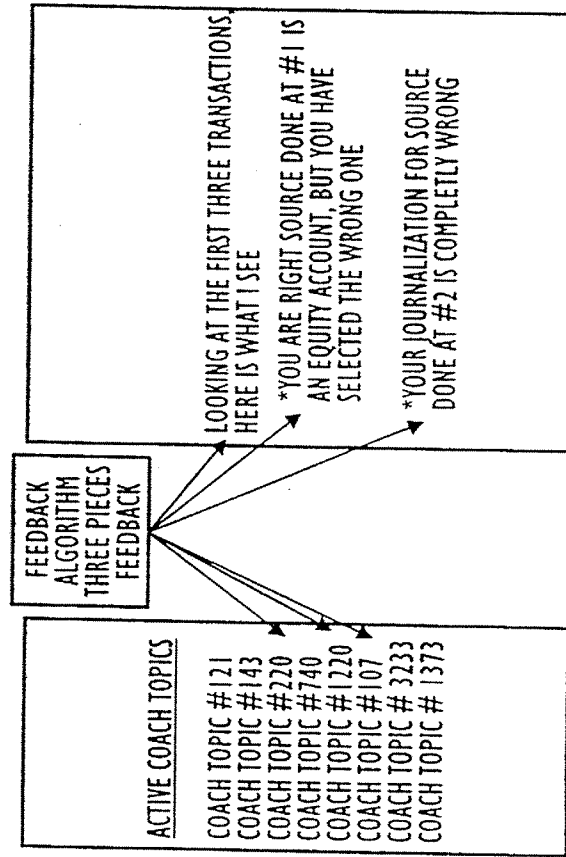 ACTIVE COACH TOPICS
COACH TOPIC #121
COACH TOPIC #143
COACH TOPIC #220
COACH TOPIC #740
COACH TOPIC #1220
COACH TOPIC #107
COACH TOPIC # 3233
COACH TOPIC # 1373
FEEDBACK
ALGORITHM
THREE PIECES
FEEDBACK
LOOKING AT THE FIRST THREE TRANSACTIONS,
HERE IS WHAT I SEE
*YOU ARE RIGHT SOURCE DONE AT #1 IS
AN EQUITY ACCOUNT, BUT YOU HAVE
SELECTED THE WRONG ONE
*YOUR JOURNALIZATION FOR SOURCE
DONE AT #2 IS COMPLETLY WRONG